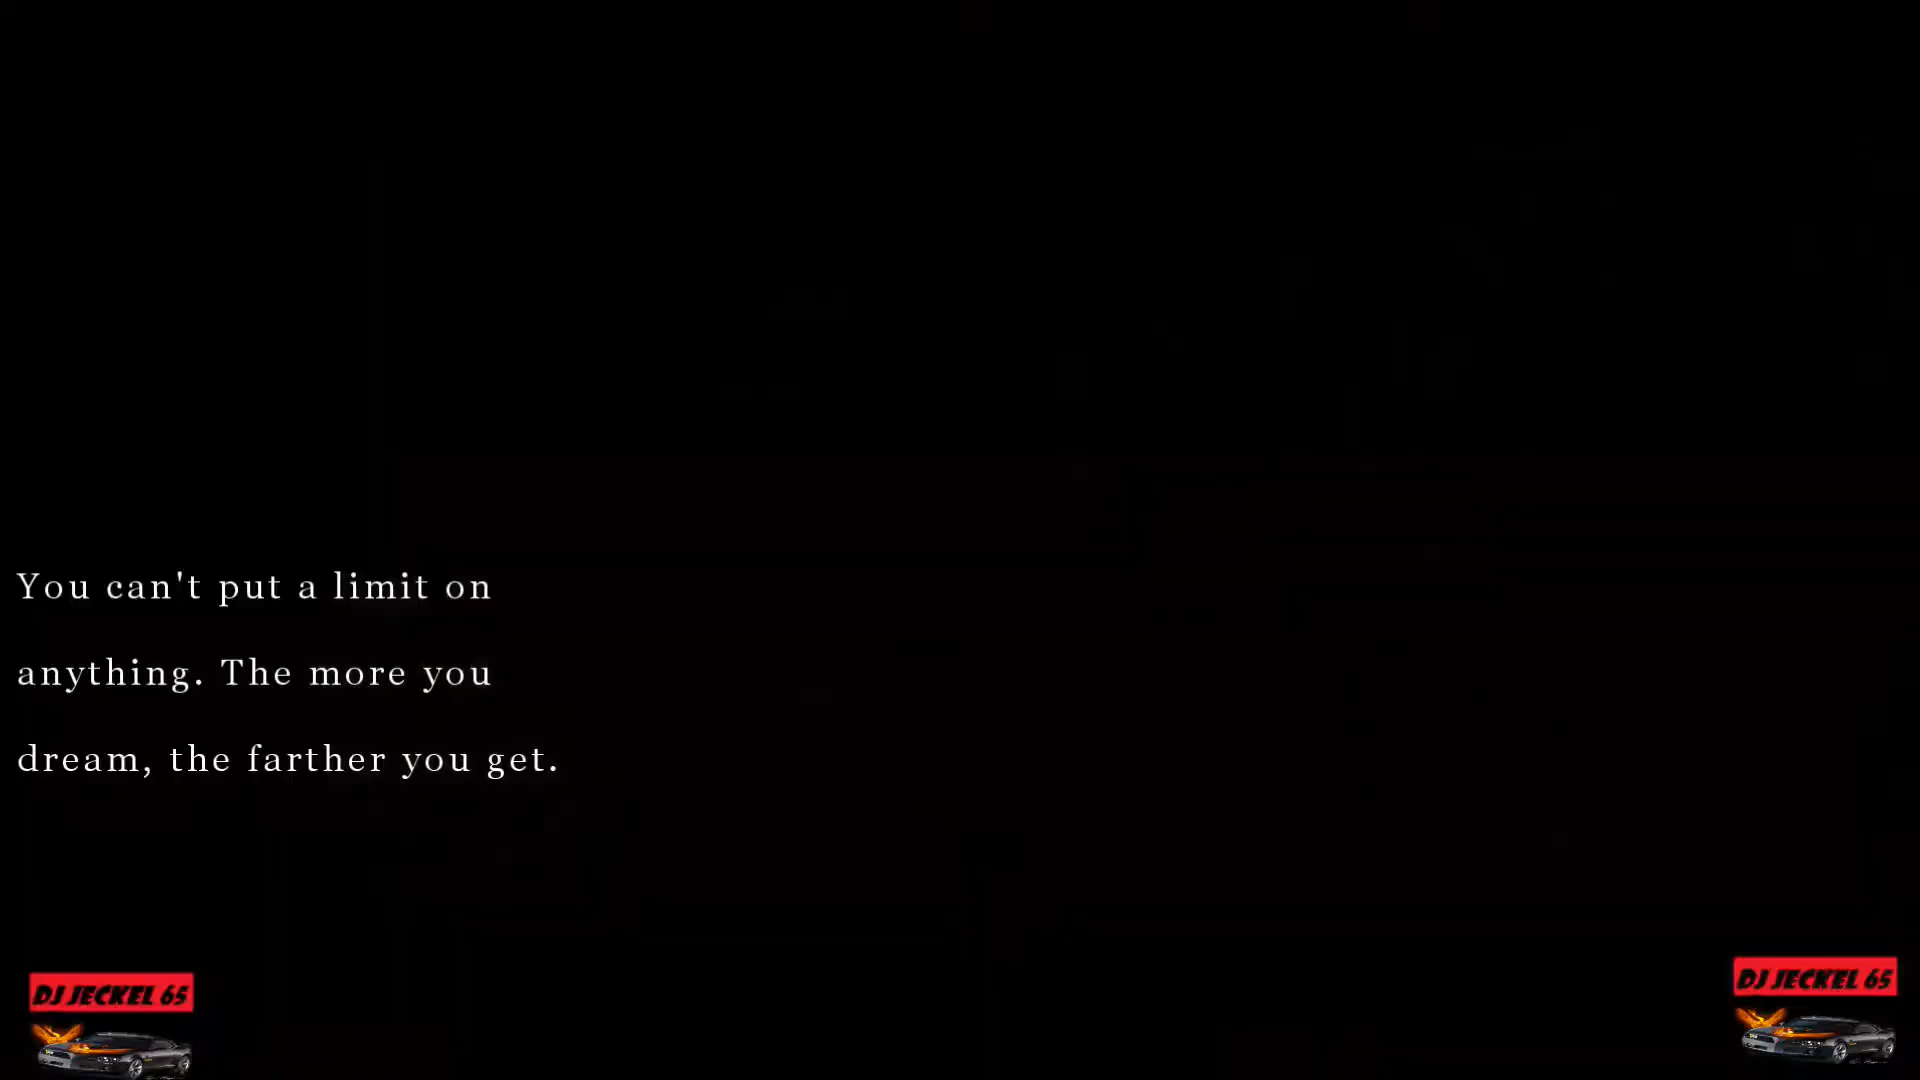 You can't put a limit on
anything. The more you
dream, the farther you get.
DJ JECKEL 65
DJ JECKEL 65